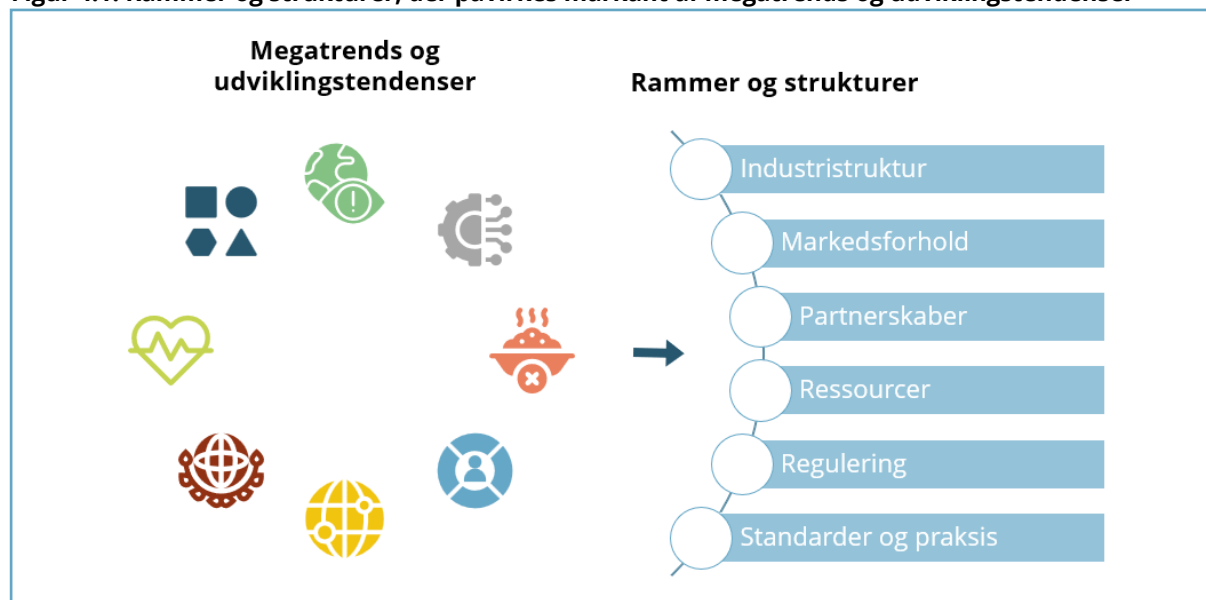 Megatrends og
udviklingstendenser
Rammer og strukturer
Industristruktur
Markedsforhold
Partnerskaber
Ressourcer
Regulering
Standarder og praksis